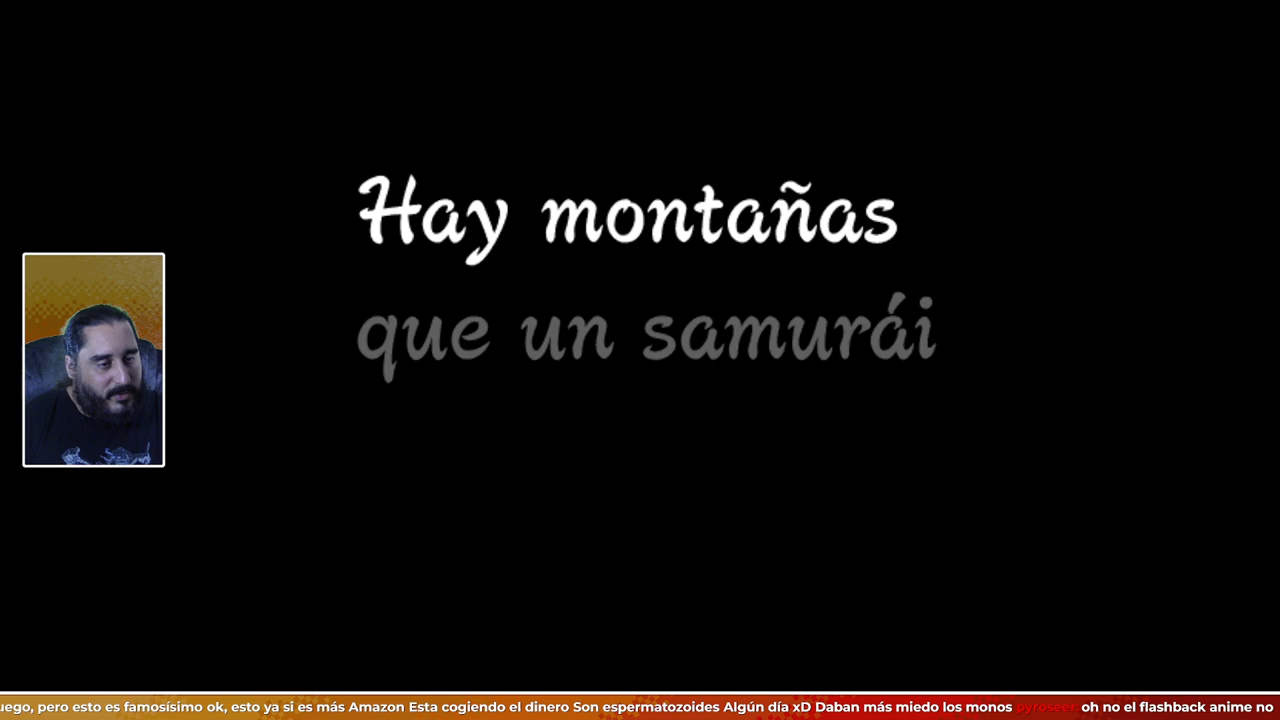 Hay montañas
que un samurái
uego, pero esto es famosísimo ok, esto ya si es más Amazon Esta cogiendo el dinero Son espermatozoides Algún día xD Daban más miedo los monos pyroseer: oh no el flashback anime no